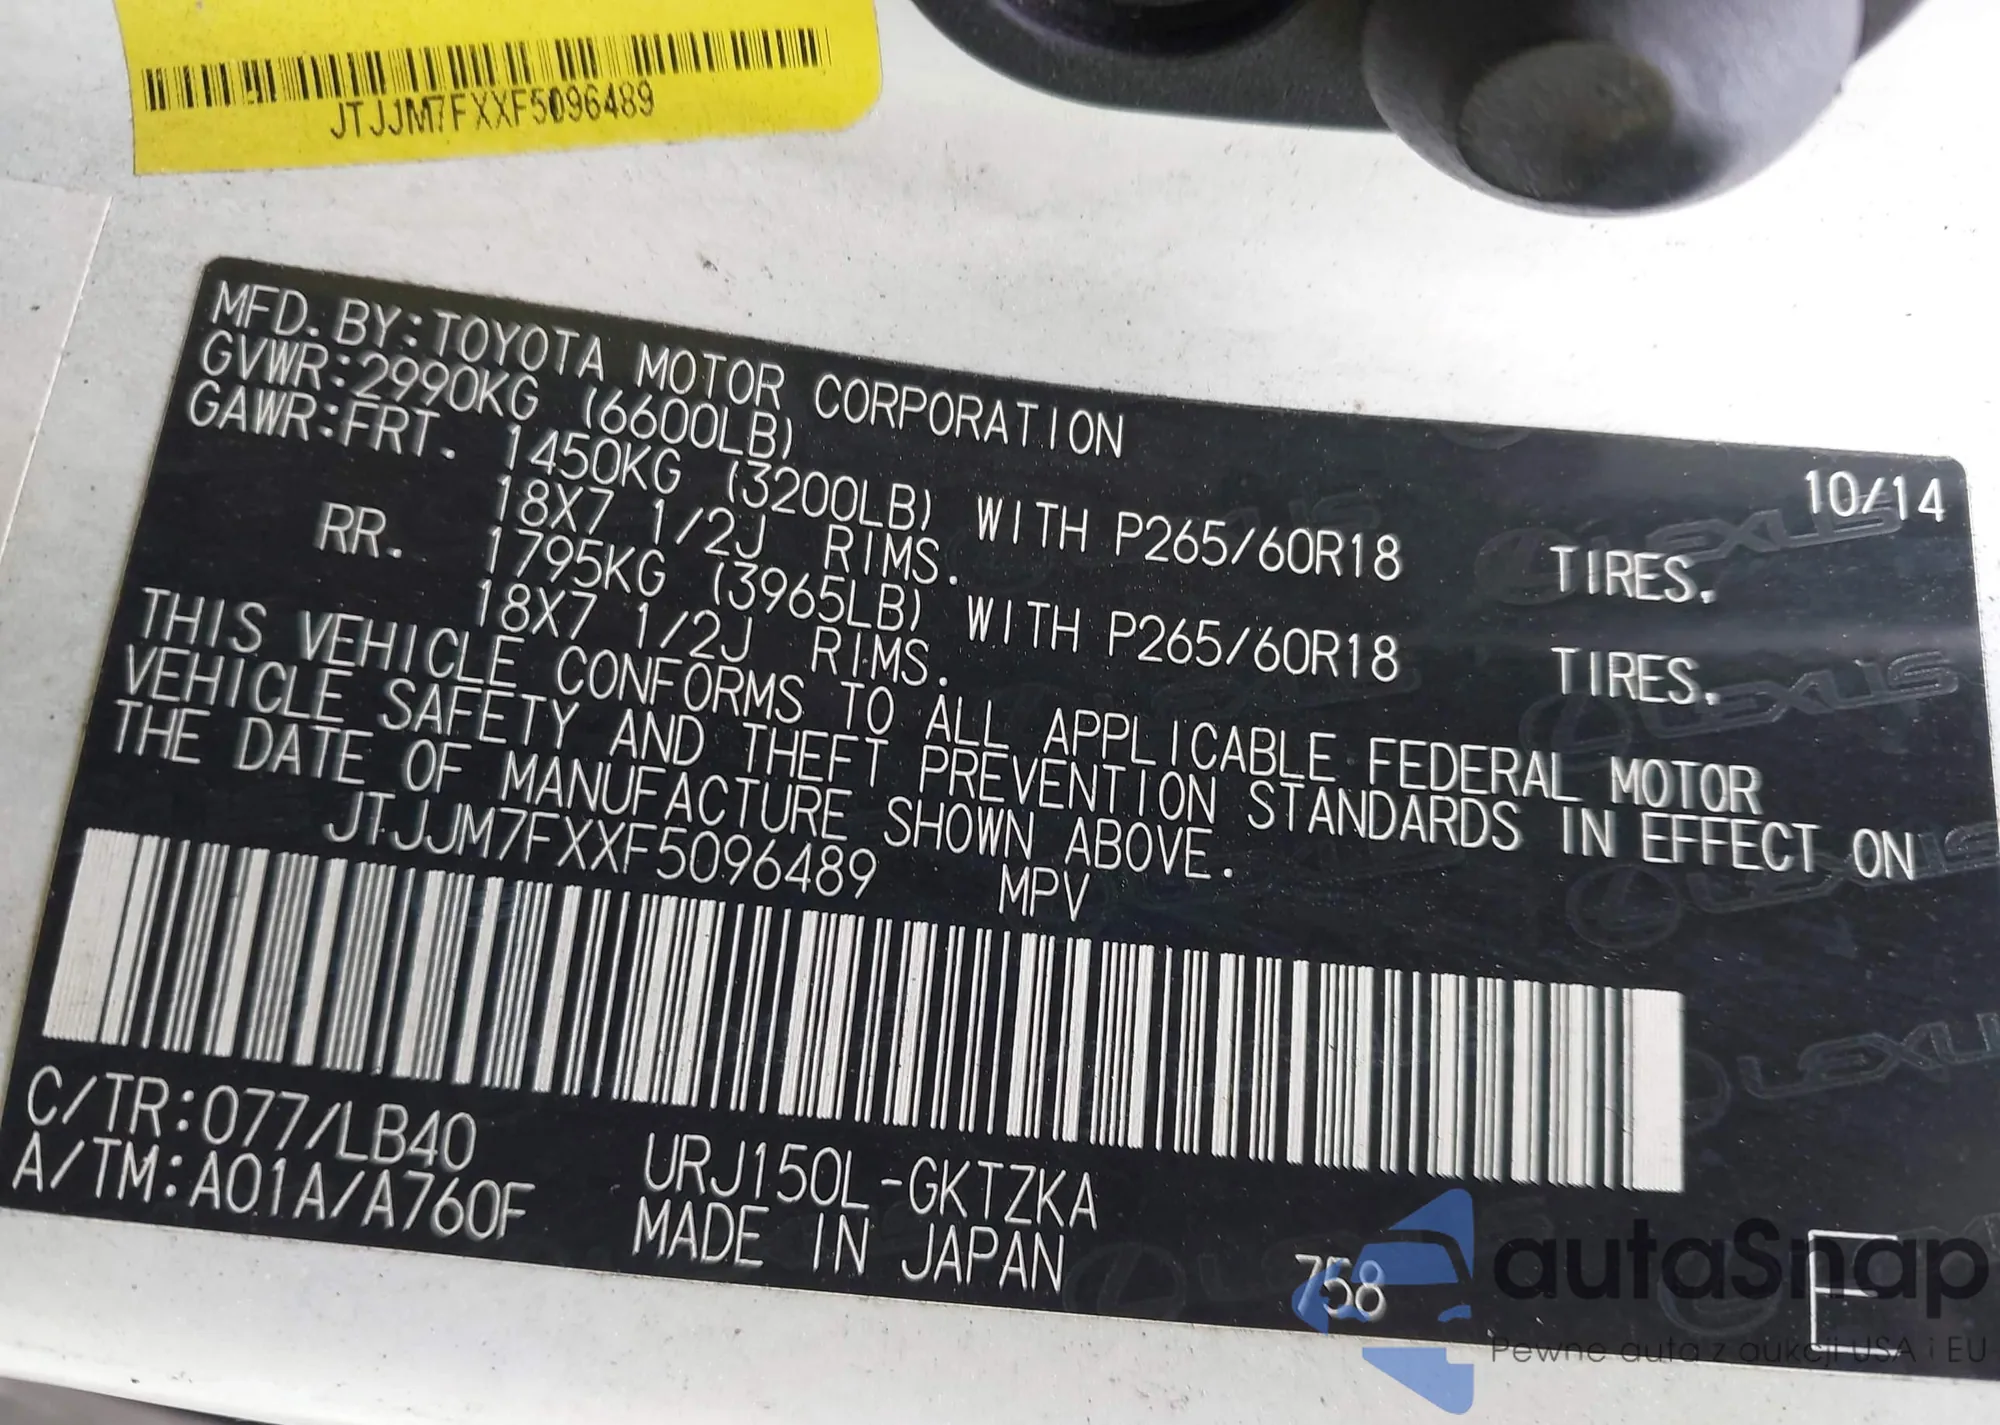 JTJJM7FXXF5096489
MFD. BY: TOYOTA MOTOR CORPORATION 10/14
GVWR: 2990KG (6600LB)
GAWR: FRT. 1450KG (3200LB) WITH P265/60R18 TIRES.
18X7 1/2J RIMS.
RR. 1795KG (3965LB) WITH P265/60R18 TIRES.
18X7 1/2J RIMS.
THIS VEHICLE CONFORMS TO ALL APPLICABLE FEDERAL MOTOR
VEHICLE SAFETY AND THEFT PREVENTION STANDARDS IN EFFECT ON
THE DATE OF MANUFACTURE SHOWN ABOVE.
JTJJM7FXXF5096489 MPV
C/TR: 077/LB40 URJ150L-GKTZKA
A/TM: A01A/A760F MADE IN JAPAN 758 F
LEXUS
LEXUS
LEXUS
LEXUS
autaSnap
Pewne auta z aukcji USA i EU